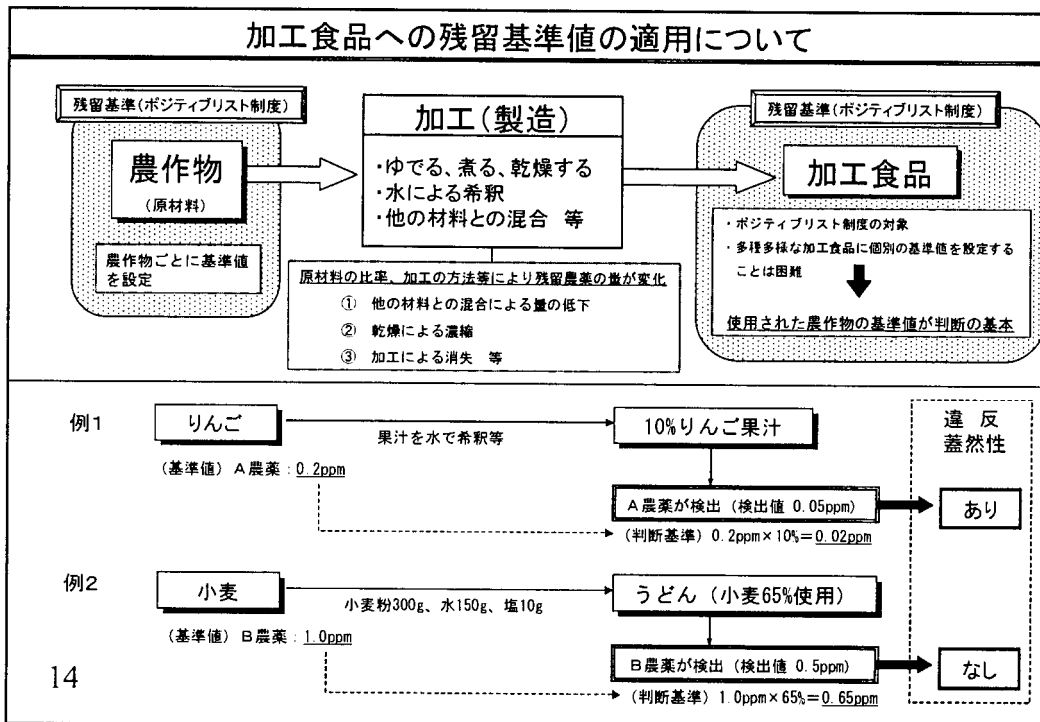 加工食品への残留基準値の適用について
残留基準(ポジティブリスト制度)
農作物
(原材料)
農作物ごとに基準値
を設定
加工(製造)
・ゆでる、煮る、乾燥する
・水による希釈
・他の材料との混合 等
原材料の比率、加工の方法等により残留農薬の量が変化
① 他の材料との混合による量の低下
② 乾燥による濃縮
③ 加工による消失 等
残留基準(ポジティブリスト制度)
加工食品
・ポジティブリスト制度の対象
・多種多様な加工食品に個別の基準値を設定する
ことは困難
使用された農作物の基準値が判断の基本
例1
りんご
果汁を水で希釈等
10%りんご果汁
(基準値) A農薬:0.2ppm
A農薬が検出 (検出値 0.05ppm)
(判断基準) 0.2ppm×10%=0.02ppm
違 反
蓋然性
あり
例2
小麦
小麦粉300g、水150g、塩10g
うどん (小麦65%使用)
(基準値) B農薬:1.0ppm
B農薬が検出 (検出値 0.5ppm)
(判断基準) 1.0ppm×65%=0.65ppm
なし
14